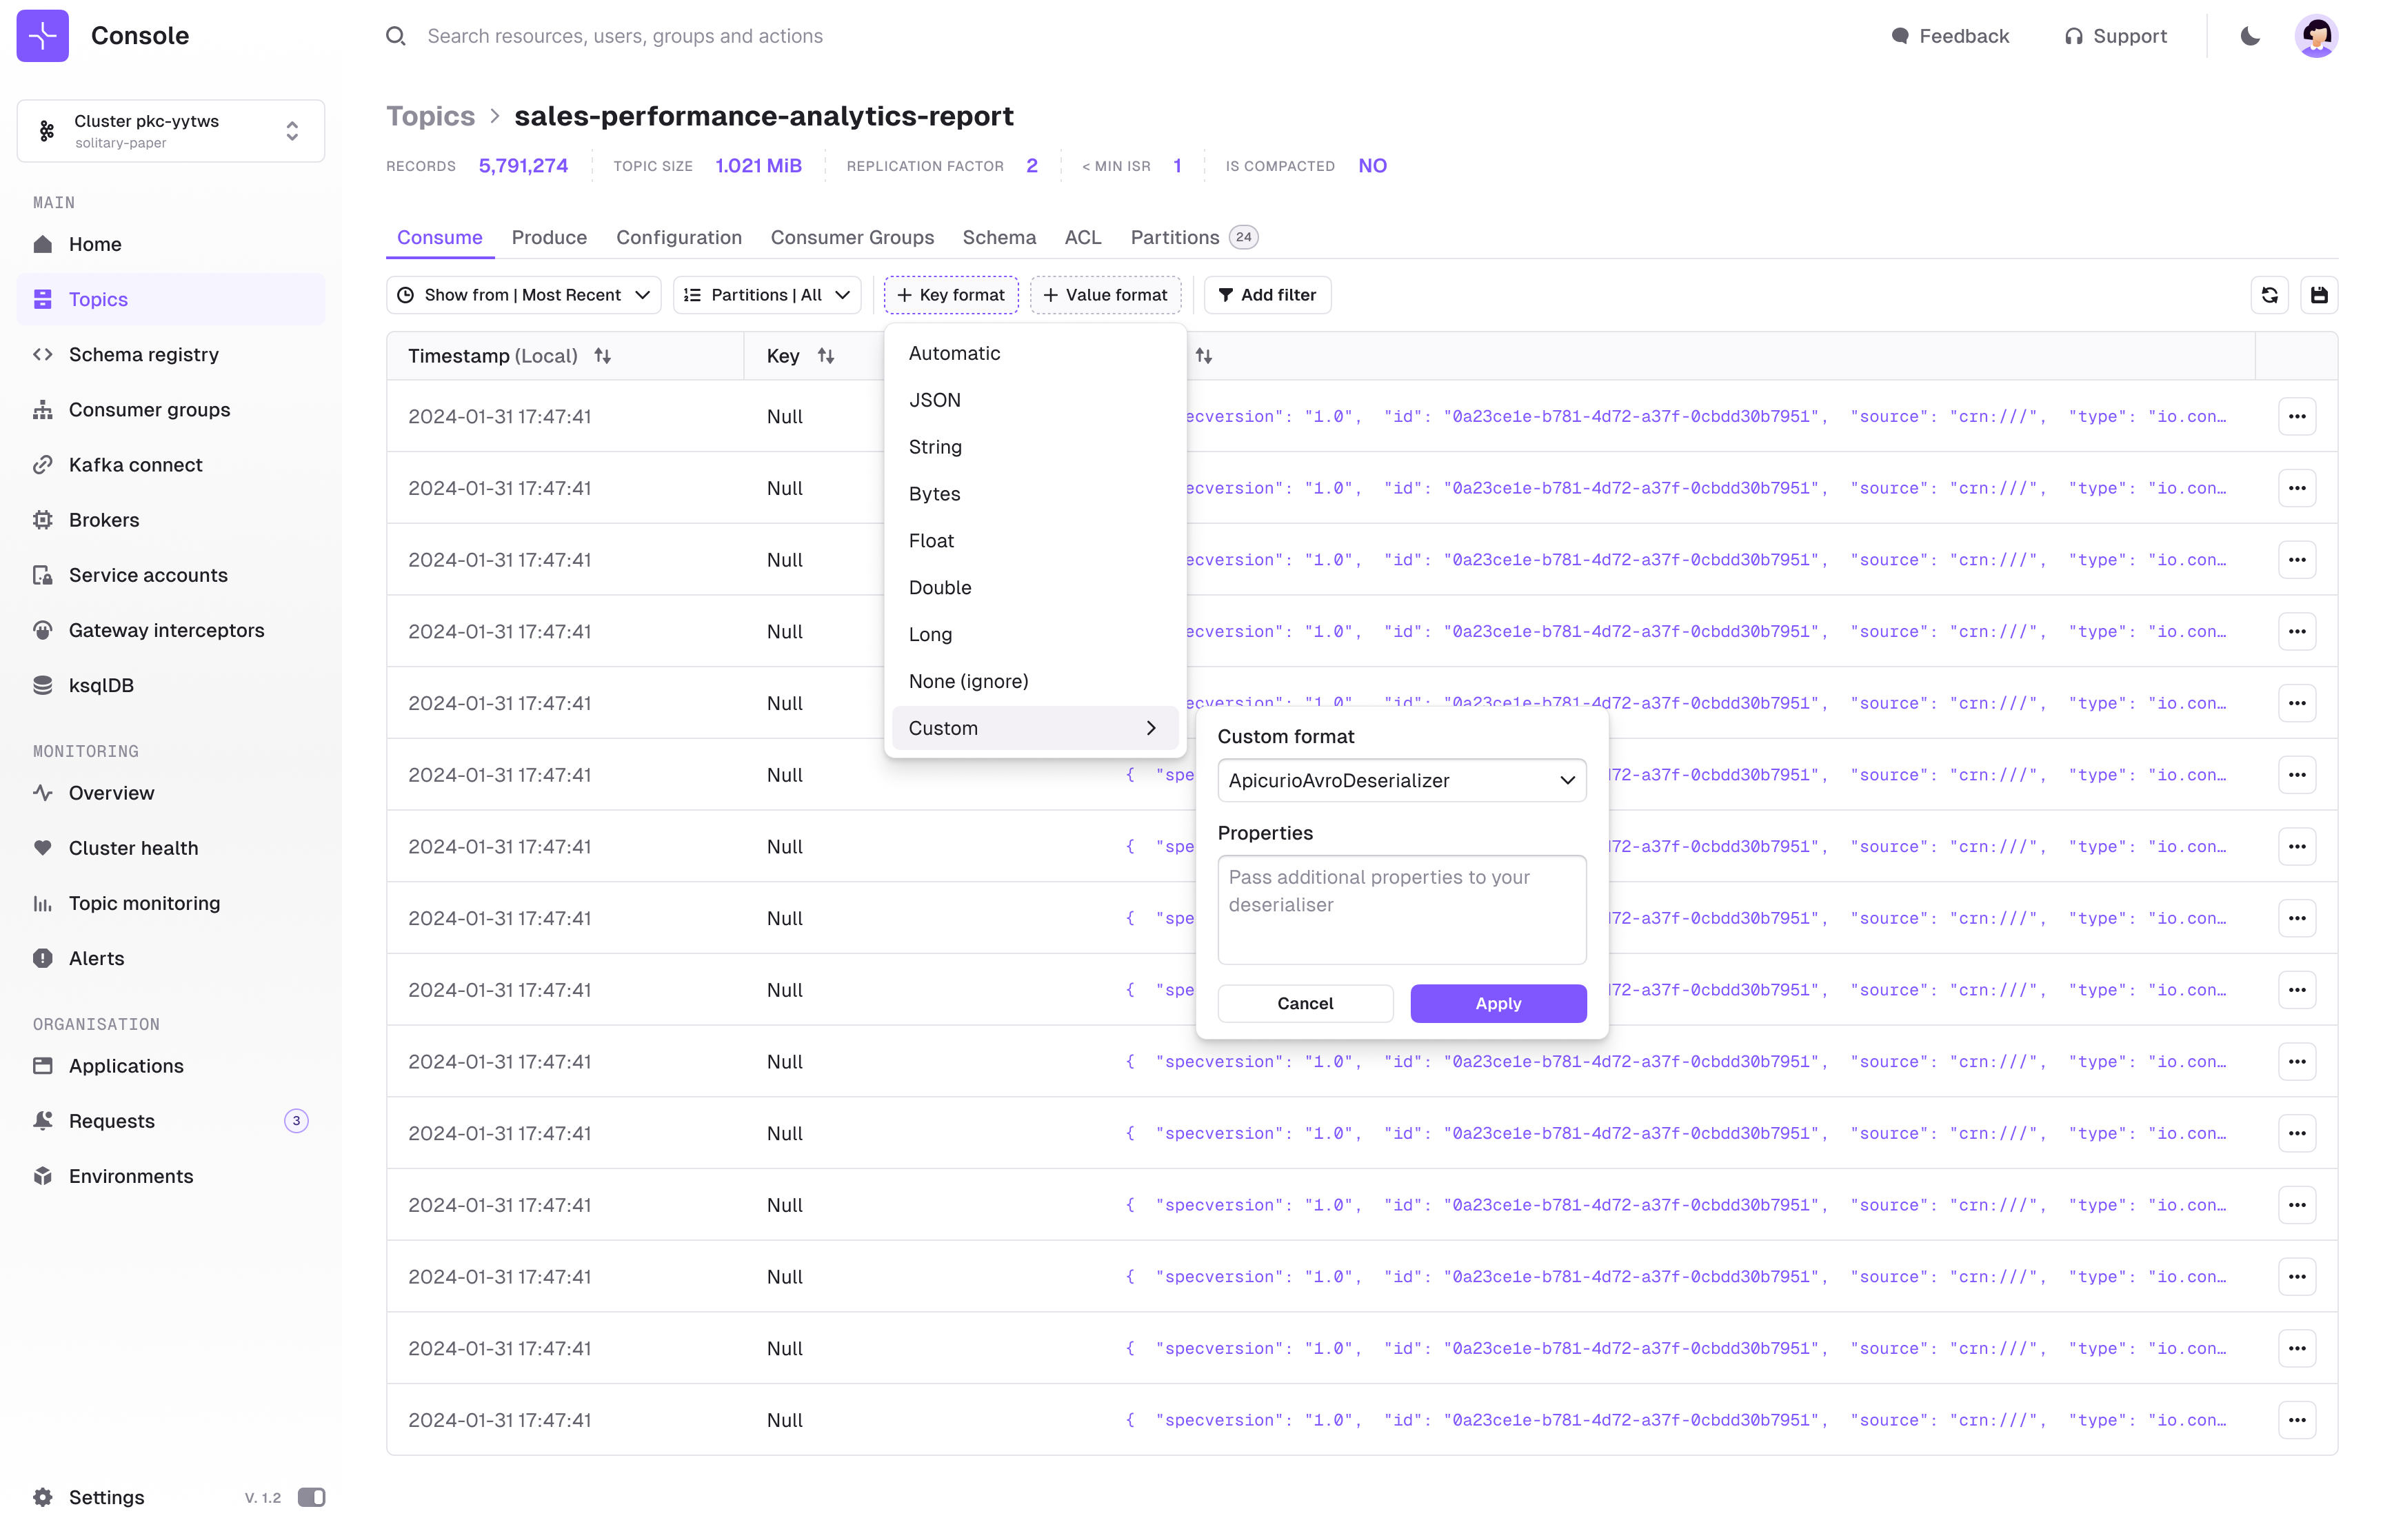 Console
Search resources, users, groups and actions
Feedback
Support
Cluster pkc-yytws
solitary-paper
MAIN
Home
Topics
Schema registry
Consumer groups
Kafka connect
Brokers
Service accounts
Gateway interceptors
ksqlDB
MONITORING
Overview
Cluster health
Topic monitoring
Alerts
ORGANISATION
Applications
Requests 3
Environments
Settings V. 1.2
Topics > sales-performance-analytics-report
RECORDS 5,791,274 TOPIC SIZE 1.021 MiB REPLICATION FACTOR 2 < MIN ISR 1 IS COMPACTED NO
Consume Produce Configuration Consumer Groups Schema ACL Partitions 24
Show from | Most Recent Partitions | All + Key format + Value format Add filter
Timestamp (Local) Key
Automatic
JSON
String
Bytes
Float
Double
Long
None (ignore)
Custom
Custom format
ApicurioAvroDeserializer
Properties
Pass additional properties to your
deserialiser
Cancel Apply
2024-01-31 17:47:41 Null ecversion": "1.0", "id": "0a23ce1e-b781-4d72-a37f-0cbdd30b7951", "source": "crn:///", "type": "io.con…
2024-01-31 17:47:41 Null ecversion": "1.0", "id": "0a23ce1e-b781-4d72-a37f-0cbdd30b7951", "source": "crn:///", "type": "io.con…
2024-01-31 17:47:41 Null ecversion": "1.0", "id": "0a23ce1e-b781-4d72-a37f-0cbdd30b7951", "source": "crn:///", "type": "io.con…
2024-01-31 17:47:41 Null ecversion": "1.0", "id": "0a23ce1e-b781-4d72-a37f-0cbdd30b7951", "source": "crn:///", "type": "io.con…
2024-01-31 17:47:41 Null ecversion": "1.0", "id": "0a23ce1e-b781-4d72-a37f-0cbdd30b7951", "source": "crn:///", "type": "io.con…
2024-01-31 17:47:41 Null { "spe d72-a37f-0cbdd30b7951", "source": "crn:///", "type": "io.con…
2024-01-31 17:47:41 Null { "spe d72-a37f-0cbdd30b7951", "source": "crn:///", "type": "io.con…
2024-01-31 17:47:41 Null { "spe d72-a37f-0cbdd30b7951", "source": "crn:///", "type": "io.con…
2024-01-31 17:47:41 Null { "spe d72-a37f-0cbdd30b7951", "source": "crn:///", "type": "io.con…
2024-01-31 17:47:41 Null { "specversion": "1.0", "id": "0a23ce1e-b781-4d72-a37f-0cbdd30b7951", "source": "crn:///", "type": "io.con…
2024-01-31 17:47:41 Null { "specversion": "1.0", "id": "0a23ce1e-b781-4d72-a37f-0cbdd30b7951", "source": "crn:///", "type": "io.con…
2024-01-31 17:47:41 Null { "specversion": "1.0", "id": "0a23ce1e-b781-4d72-a37f-0cbdd30b7951", "source": "crn:///", "type": "io.con…
2024-01-31 17:47:41 Null { "specversion": "1.0", "id": "0a23ce1e-b781-4d72-a37f-0cbdd30b7951", "source": "crn:///", "type": "io.con…
2024-01-31 17:47:41 Null { "specversion": "1.0", "id": "0a23ce1e-b781-4d72-a37f-0cbdd30b7951", "source": "crn:///", "type": "io.con…
2024-01-31 17:47:41 Null { "specversion": "1.0", "id": "0a23ce1e-b781-4d72-a37f-0cbdd30b7951", "source": "crn:///", "type": "io.con…